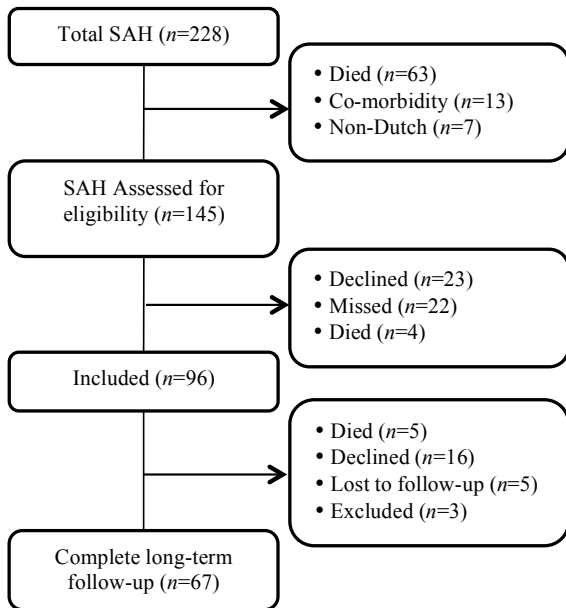 Total SAH (n=228)
• Died (n=63)
• Co-morbidity (n=13)
• Non-Dutch (n=7)
SAH Assessed for
eligibility (n=145)
• Declined (n=23)
• Missed (n=22)
• Died (n=4)
Included (n=96)
• Died (n=5)
• Declined (n=16)
• Lost to follow-up (n=5)
• Excluded (n=3)
Complete long-term
follow-up (n=67)